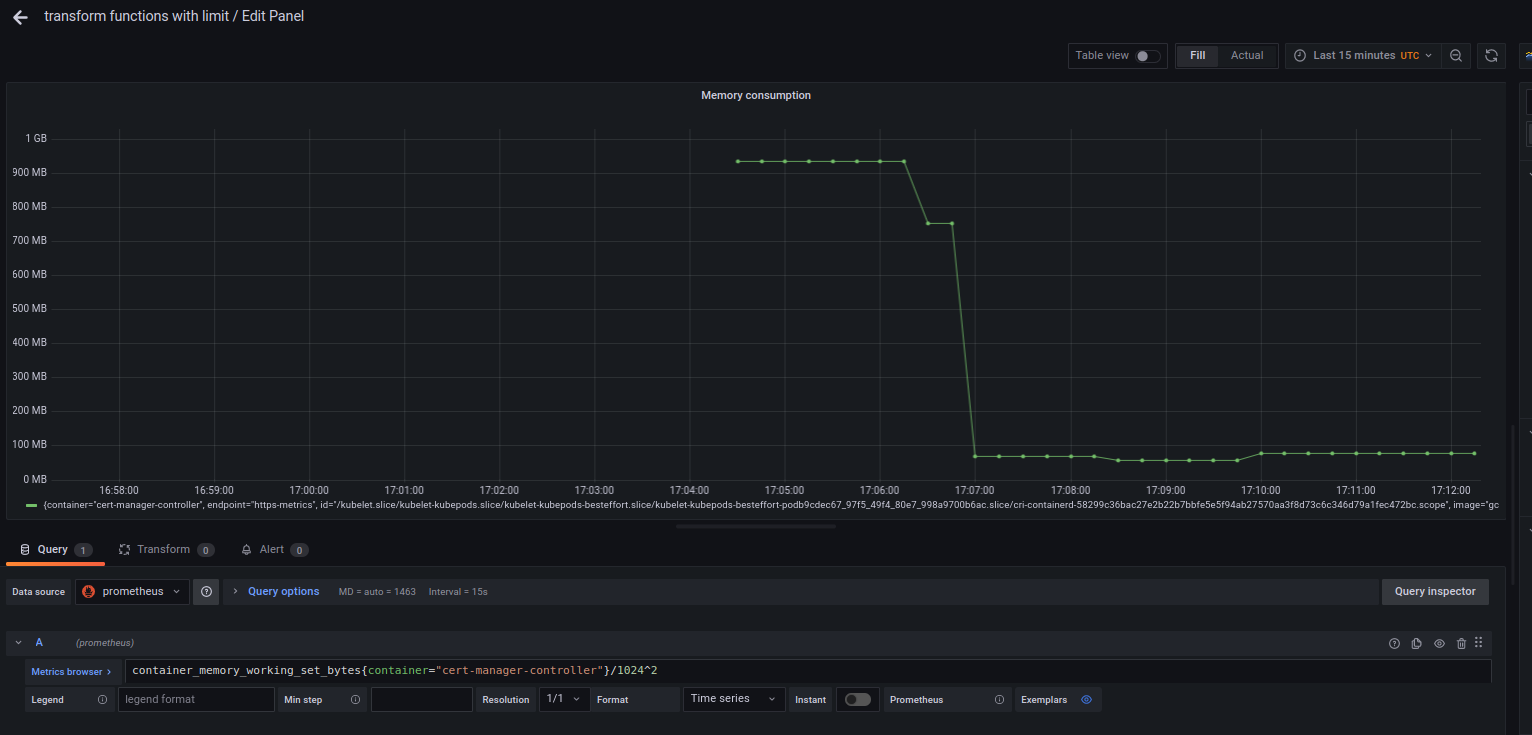 transform functions with limit / Edit Panel
Table view Fill Actual Last 15 minutes UTC
Memory consumption
1 GB
900 MB
800 MB
700 MB
600 MB
500 MB
400 MB
300 MB
200 MB
100 MB
0 MB
16:58:00 16:59:00 17:00:00 17:01:00 17:02:00 17:03:00 17:04:00 17:05:00 17:06:00 17:07:00 17:08:00 17:09:00 17:10:00 17:11:00 17:12:00
{container="cert-manager-controller", endpoint="https-metrics", id="/kubelet.slice/kubelet-kubepods.slice/kubelet-kubepods-besteffort.slice/kubelet-kubepods-besteffort-podb9cdec67_97f5_49f4_80e7_998a9700b6ac.slice/cri-containerd-58299c36bac27e2b22b7bbfe5e5f94ab27570aa3f8d73c6c346d79a1fec472bc.scope", image="gc
Query 1 Transform 0 Alert 0
Data source prometheus Query options MD = auto = 1463 Interval = 15s Query inspector
A (prometheus)
Metrics browser container_memory_working_set_bytes{container="cert-manager-controller"}/1024^2
Legend legend format Min step Resolution 1/1 Format Time series Instant Prometheus Exemplars